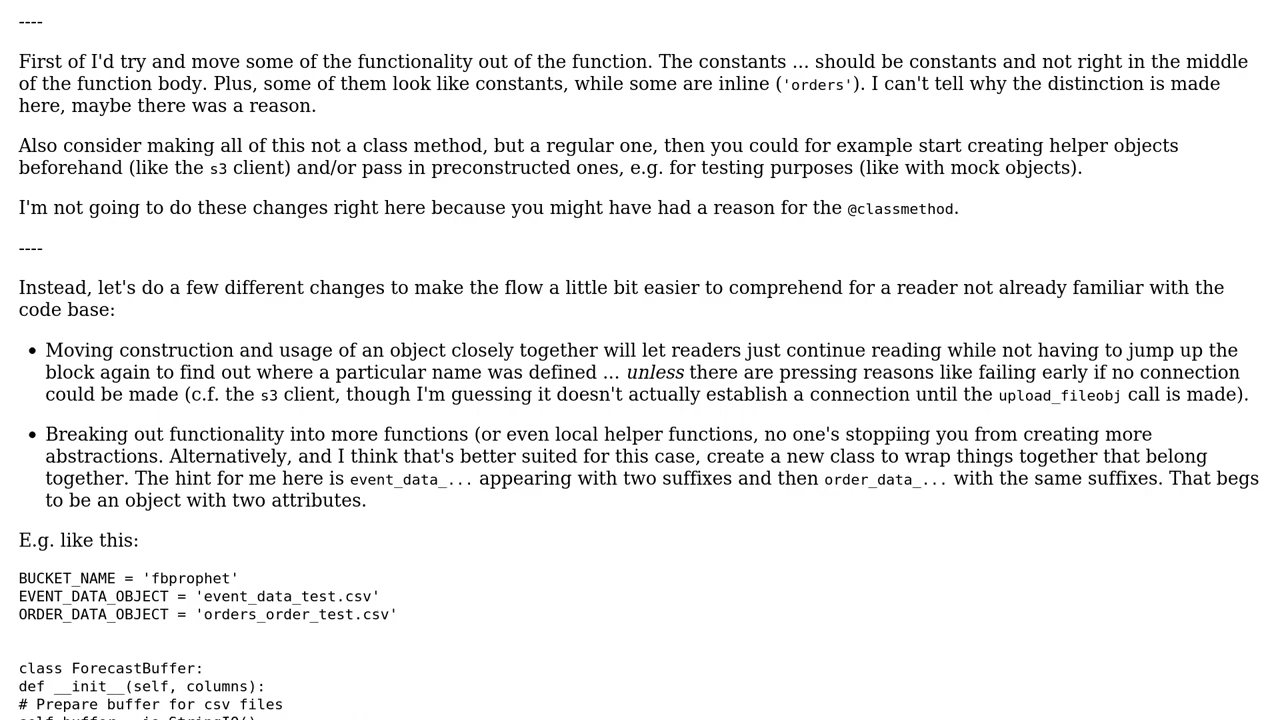 ----
First of I'd try and move some of the functionality out of the function. The constants ... should be constants and not right in the middle
of the function body. Plus, some of them look like constants, while some are inline ('orders'). I can't tell why the distinction is made
here, maybe there was a reason.
Also consider making all of this not a class method, but a regular one, then you could for example start creating helper objects
beforehand (like the s3 client) and/or pass in preconstructed ones, e.g. for testing purposes (like with mock objects).
I'm not going to do these changes right here because you might have had a reason for the @classmethod.
----
Instead, let's do a few different changes to make the flow a little bit easier to comprehend for a reader not already familiar with the
code base:
• Moving construction and usage of an object closely together will let readers just continue reading while not having to jump up the
block again to find out where a particular name was defined ... unless there are pressing reasons like failing early if no connection
could be made (c.f. the s3 client, though I'm guessing it doesn't actually establish a connection until the upload_fileobj call is made).
• Breaking out functionality into more functions (or even local helper functions, no one's stoppiing you from creating more
abstractions. Alternatively, and I think that's better suited for this case, create a new class to wrap things together that belong
together. The hint for me here is event_data_... appearing with two suffixes and then order_data_... with the same suffixes. That begs
to be an object with two attributes.
E.g. like this:
BUCKET_NAME = 'fbprophet'
EVENT_DATA_OBJECT = 'event_data_test.csv'
ORDER_DATA_OBJECT = 'orders_order_test.csv'
class ForecastBuffer:
def __init__(self, columns):
# Prepare buffer for csv files